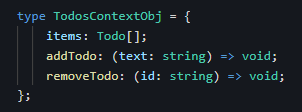 type TodosContextObj = {
    items: Todo[];
    addTodo: (text: string) => void;
    removeTodo: (id: string) => void;
};